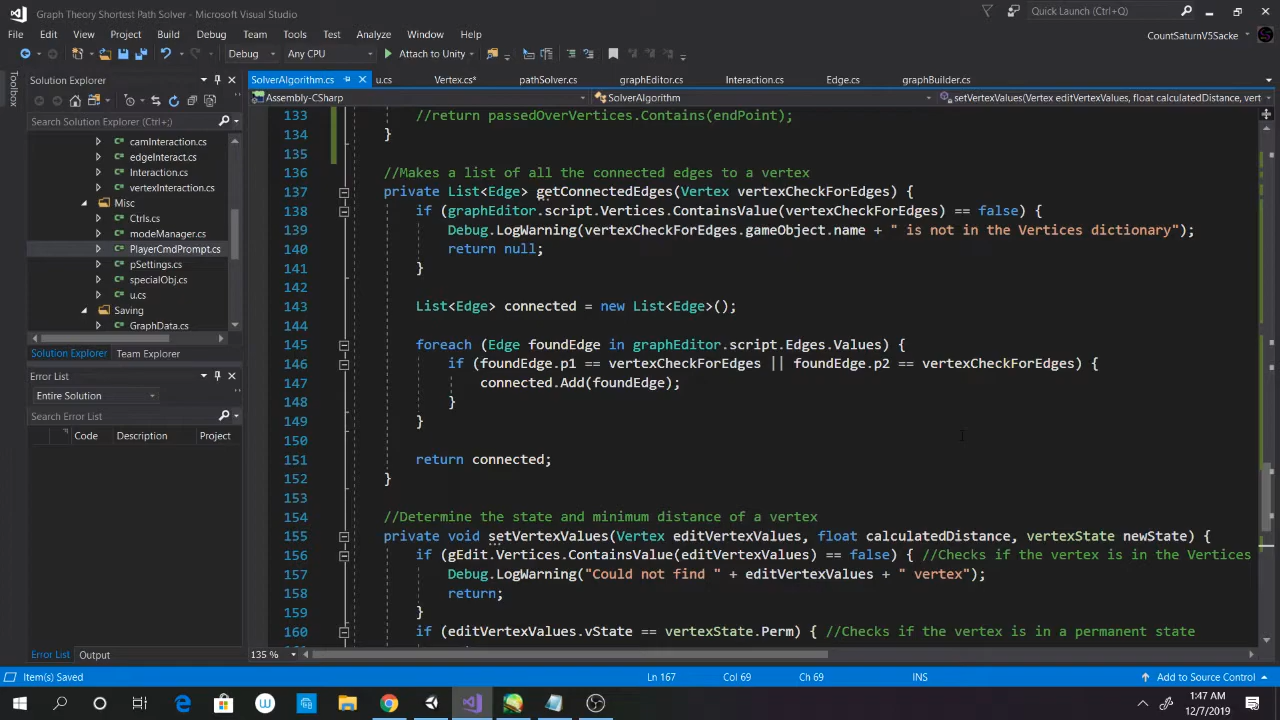 Graph Theory Shortest Path Solver - Microsoft Visual Studio
Quick Launch (Ctrl+Q)
File Edit View Project Build Debug Team Tools Test Analyze Window Help
CountSaturnV5Sacke
Debug Any CPU Attach to Unity
Toolbox
Solution Explorer
Search Solution Explorer (Ctrl+;)
camInteraction.cs
edgeInteract.cs
Interaction.cs
vertexInteraction.cs
Misc
Ctrls.cs
modeManager.cs
PlayerCmdPrompt.cs
pSettings.cs
specialObj.cs
u.cs
Saving
GraphData.cs
Solution Explorer Team Explorer
Error List
Entire Solution
Search Error List
Code Description Project
Error List Output
SolverAlgorithm.cs u.cs Vertex.cs* pathSolver.cs graphEditor.cs Interaction.cs Edge.cs graphBuilder.cs
Assembly-CSharp SolverAlgorithm setVertexValues(Vertex editVertexValues, float calculatedDistance, vert
133 //return passedOverVertices.Contains(endPoint);
134 }
135
136 //Makes a list of all the connected edges to a vertex
137 private List<Edge> getConnectedEdges(Vertex vertexCheckForEdges) {
138 if (graphEditor.script.Vertices.ContainsValue(vertexCheckForEdges) == false) {
139 Debug.LogWarning(vertexCheckForEdges.gameObject.name + " is not in the Vertices dictionary");
140 return null;
141 }
142
143 List<Edge> connected = new List<Edge>();
144
145 foreach (Edge foundEdge in graphEditor.script.Edges.Values) {
146 if (foundEdge.p1 == vertexCheckForEdges || foundEdge.p2 == vertexCheckForEdges) {
147 connected.Add(foundEdge);
148 }
149 }
150
151 return connected;
152 }
153
154 //Determine the state and minimum distance of a vertex
155 private void setVertexValues(Vertex editVertexValues, float calculatedDistance, vertexState newState) {
156 if (gEdit.Vertices.ContainsValue(editVertexValues) == false) { //Checks if the vertex is in the Vertices
157 Debug.LogWarning("Could not find " + editVertexValues + " vertex");
158 return;
159 }
160 if (editVertexValues.vState == vertexState.Perm) { //Checks if the vertex is in a permanent state
135 %
Item(s) Saved Ln 167 Col 69 Ch 69 INS Add to Source Control
1:47 AM
12/7/2019